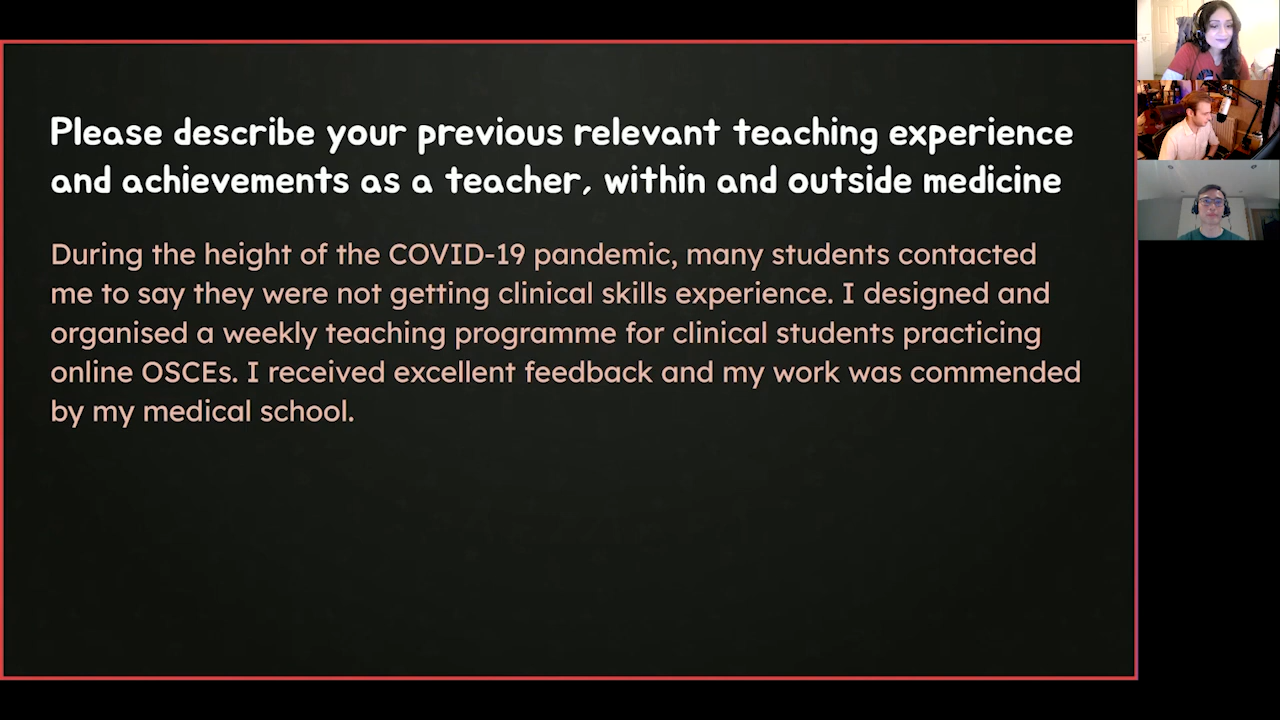 Please describe your previous relevant teaching experience
and achievements as a teacher, within and outside medicine
During the height of the COVID-19 pandemic, many students contacted
me to say they were not getting clinical skills experience. I designed and
organised a weekly teaching programme for clinical students practicing
online OSCEs. I received excellent feedback and my work was commended
by my medical school.